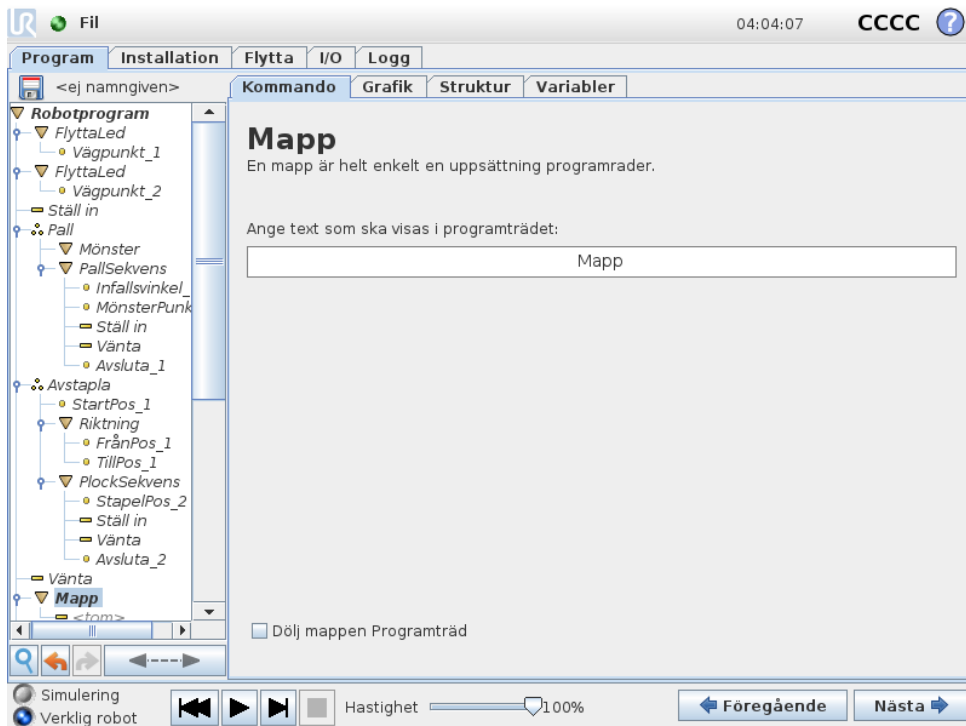 UR Fil 04:04:07 CCCC ?
Program Installation Flytta I/O Logg
<ej namngiven>
Kommando Grafik Struktur Variabler
Robotprogram
FlyttaLed
Vägpunkt_1
FlyttaLed
Vägpunkt_2
Ställ in
Pall
Mönster
PallSekvens
Infallsvinkel_
MönsterPunk
Ställ in
Vänta
Avsluta_1
Avstapla
StartPos_1
Riktning
FrånPos_1
TillPos_1
PlockSekvens
StapelPos_2
Ställ in
Vänta
Avsluta_2
Vänta
Mapp
<tom>
Mapp
En mapp är helt enkelt en uppsättning programrader.
Ange text som ska visas i programträdet:
Mapp
Dölj mappen Programträd
Simulering
Verklig robot
Hastighet 100%
Föregående Nästa